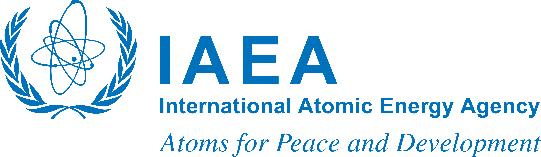 IAEA
International Atomic Energy Agency
Atoms for Peace and Development